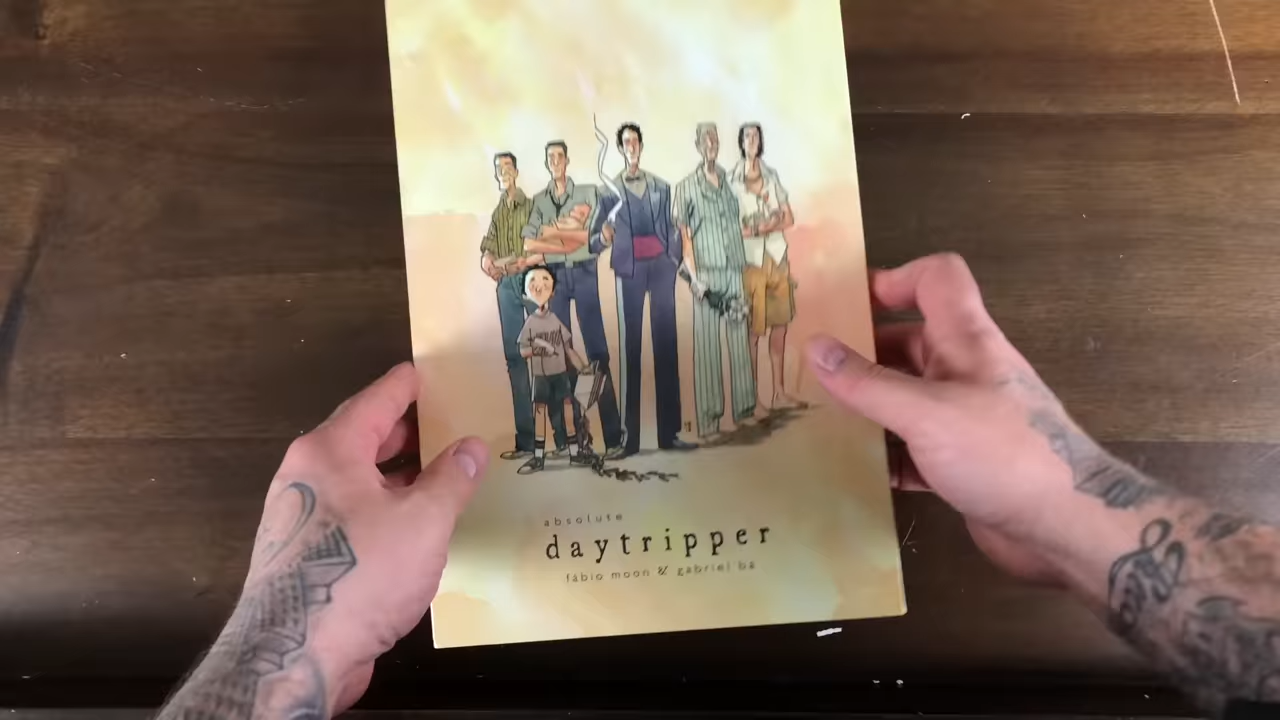 absolute
daytripper
fábio moon & gabriel bá